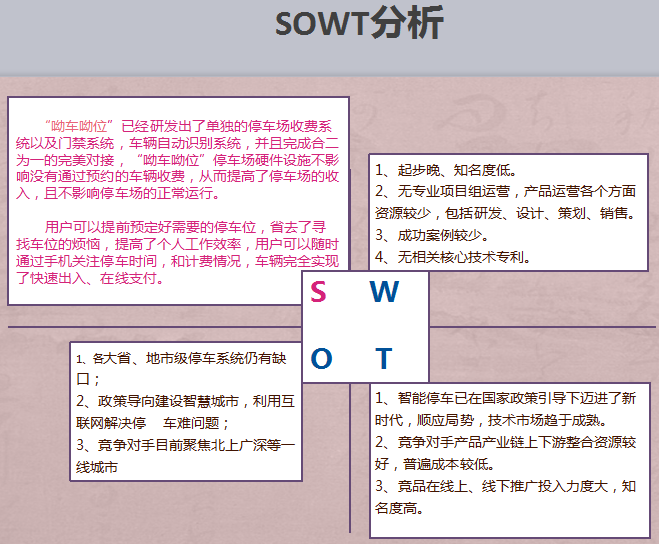 SOWT分析
“呦车呦位”已经研发出了单独的停车场收费系
统以及门禁系统，车辆自动识别系统，并且完成合二
为一的完美对接，“呦车呦位”停车场硬件设施不影
响没有通过预约的车辆收费，从而提高了停车场的收
入，且不影响停车场的正常运行。
用户可以提前预定好需要的停车位，省去了寻
找车位的烦恼，提高了个人工作效率，用户可以随时
通过手机关注停车时间，和计费情况，车辆完全实现
了快速出入、在线支付。
1、起步晚、知名度低。
2、无专业项目组运营，产品运营各个方面
资源较少，包括研发、设计、策划、销售。
3、成功案例较少。
4、无相关核心技术专利。
S W
O T
1、各大省、地市级停车系统仍有缺
口；
2、政策导向建设智慧城市，利用互
联网解决停 车难问题；
3、竞争对手目前聚焦北上广深等一
线城市
1、智能停车已在国家政策引导下迈进了新
时代，顺应局势，技术市场趋于成熟。
2、竞争对手产品产业链上下游整合资源较
好，普遍成本较低。
3、竞品在线上、线下推广投入力度大，知
名度高。